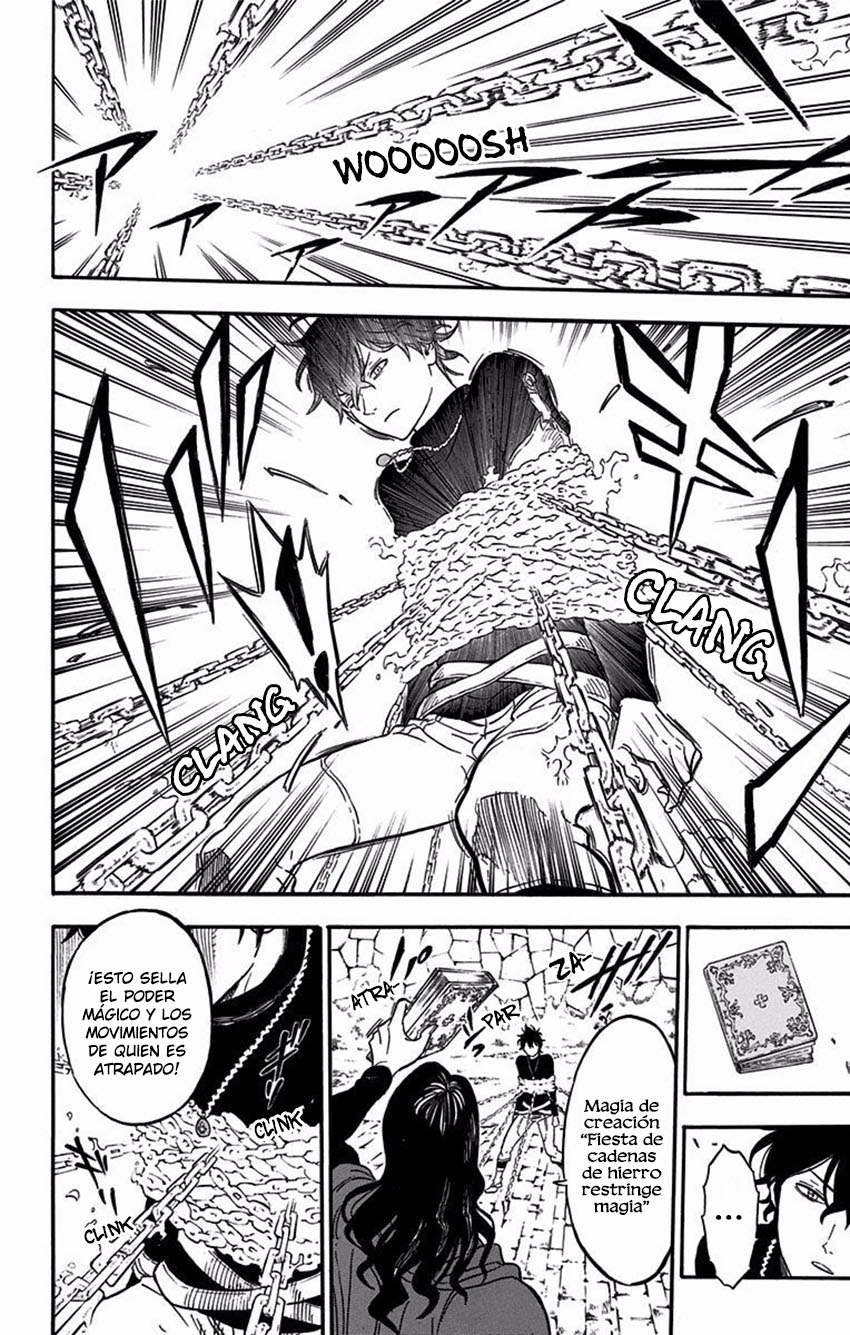 WOOOOOSH
CLANG
CLANG
...
ZA-
Magia de
creación
“Fiesta de
cadenas
de hierro
restringe
magia”
ATRA-
PAR
¡ESTO SELLA
EL PODER
MÁGICO Y LOS
MOVIMIENTOS
DE QUIEN ES
ATRAPADO!
CLINK
CLINK